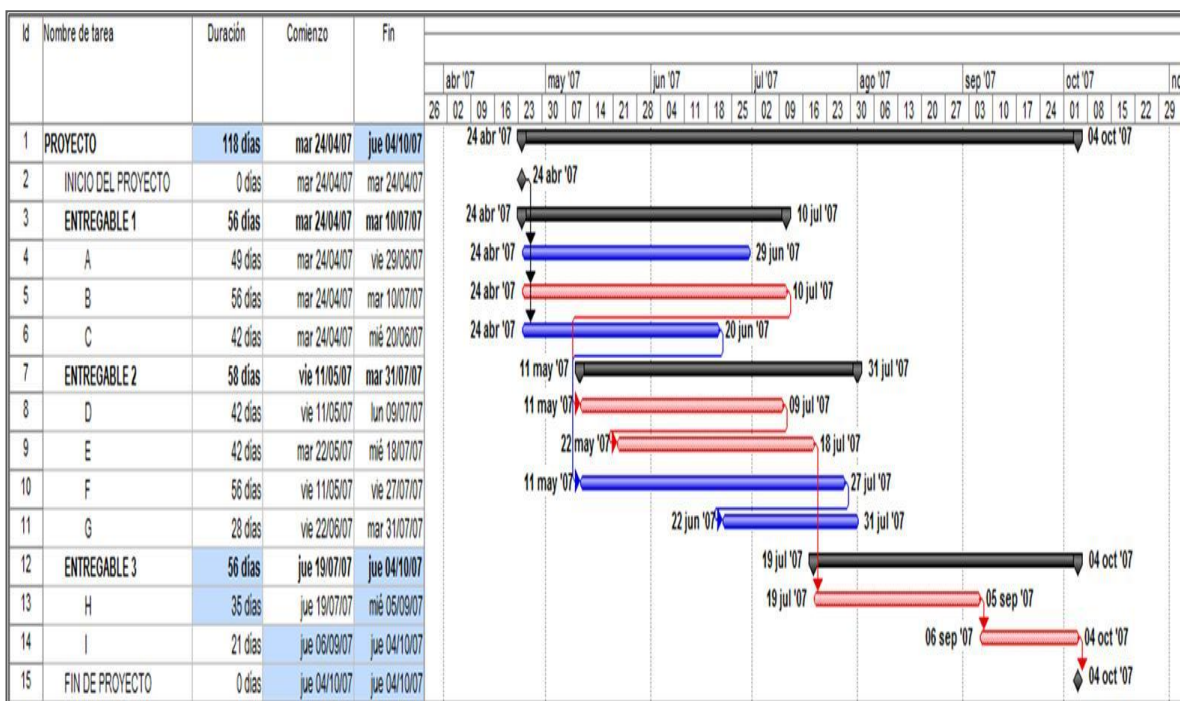 Id Nombre de tarea Duración Comienzo Fin
abr '07 may '07 jun '07 jul '07 ago '07 sep '07 oct '07 no
26 02 09 16 23 30 07 14 21 28 04 11 18 25 02 09 16 23 30 06 13 20 27 03 10 17 24 01 08 15 22 29
1 PROYECTO 118 días mar 24/04/07 jue 04/10/07 24 abr '07 04 oct '07
2 INICIO DEL PROYECTO 0 días mar 24/04/07 mar 24/04/07 24 abr '07
3 ENTREGABLE 1 56 días mar 24/04/07 mar 10/07/07 24 abr '07 10 jul '07
4 A 49 días mar 24/04/07 vie 29/06/07 24 abr '07 29 jun '07
5 B 56 días mar 24/04/07 mar 10/07/07 24 abr '07 10 jul '07
6 C 42 días mar 24/04/07 mié 20/06/07 24 abr '07 20 jun '07
7 ENTREGABLE 2 58 días vie 11/05/07 mar 31/07/07 11 may '07 31 jul '07
8 D 42 días vie 11/05/07 lun 09/07/07 11 may '07 09 jul '07
9 E 42 días mar 22/05/07 mié 18/07/07 22 may '07 18 jul '07
10 F 56 días vie 11/05/07 vie 27/07/07 11 may '07 27 jul '07
11 G 28 días vie 22/06/07 mar 31/07/07 22 jun '07 31 jul '07
12 ENTREGABLE 3 56 días jue 19/07/07 jue 04/10/07 19 jul '07 04 oct '07
13 H 35 días jue 19/07/07 mié 05/09/07 19 jul '07 05 sep '07
14 I 21 días jue 06/09/07 jue 04/10/07 06 sep '07 04 oct '07
15 FIN DE PROYECTO 0 días jue 04/10/07 jue 04/10/07 04 oct '07